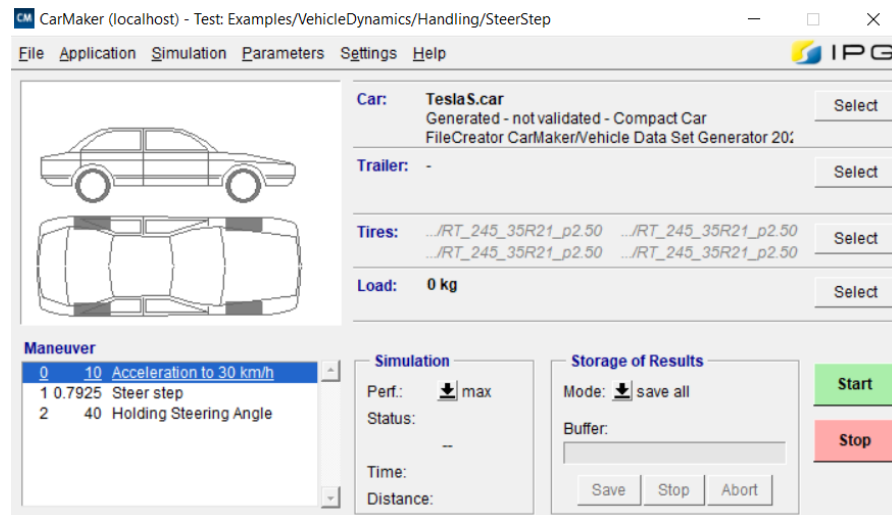 CM CarMaker (localhost) - Test: Examples/VehicleDynamics/Handling/SteerStep
File Application Simulation Parameters Settings Help
IPG
Car: TeslaS.car
Select
Generated - not validated - Compact Car
FileCreator CarMaker/Vehicle Data Set Generator 202
Trailer: -
Select
Tires: .../RT_245_35R21_p2.50 .../RT_245_35R21_p2.50
Select
.../RT_245_35R21_p2.50 .../RT_245_35R21_p2.50
Load: 0 kg
Select
Maneuver
0 10 Acceleration to 30 km/h
1 0.7925 Steer step
2 40 Holding Steering Angle
Simulation
Perf.: max
Status:
--
Time:
Distance:
Storage of Results
Mode: save all
Buffer:
Save Stop Abort
Start
Stop